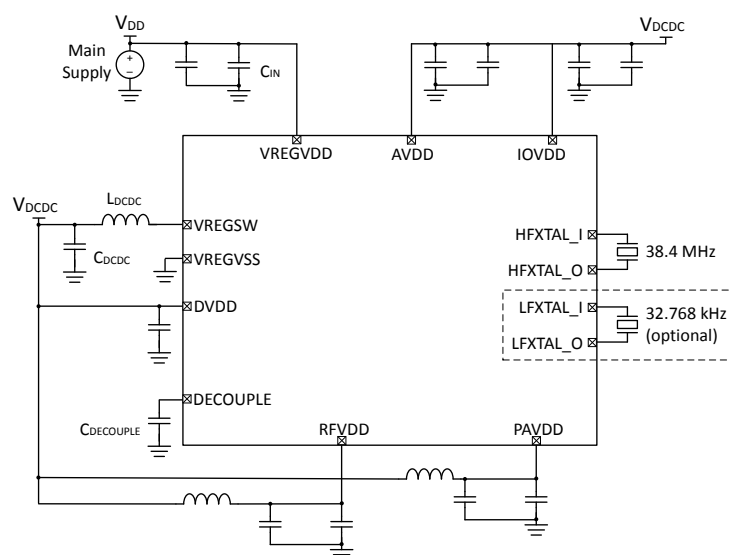 VDD
VDCDC
Main
Supply
+
–
CIN
VREGVDD
AVDD
IOVDD
VDCDC
LDCDC
VREGSW
CDCDC
VREGVSS
HFXTAL_I
38.4 MHz
HFXTAL_O
DVDD
LFXTAL_I
32.768 kHz
(optional)
LFXTAL_O
DECOUPLE
CDECOUPLE
RFVDD
PAVDD